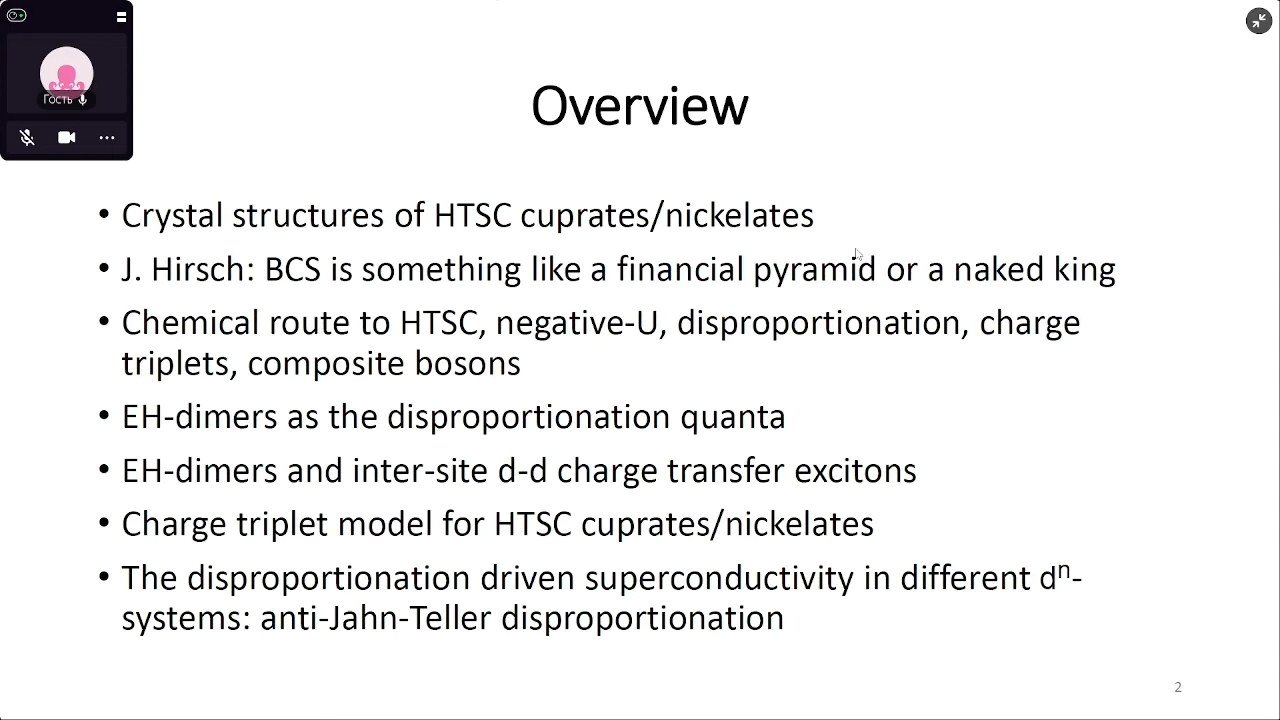 Гость
Overview
• Crystal structures of HTSC cuprates/nickelates
• J. Hirsch: BCS is something like a financial pyramid or a naked king
• Chemical route to HTSC, negative-U, disproportionation, charge
triplets, composite bosons
• EH-dimers as the disproportionation quanta
• EH-dimers and inter-site d-d charge transfer excitons
• Charge triplet model for HTSC cuprates/nickelates
• The disproportionation driven superconductivity in different dⁿ-
systems: anti-Jahn-Teller disproportionation
2